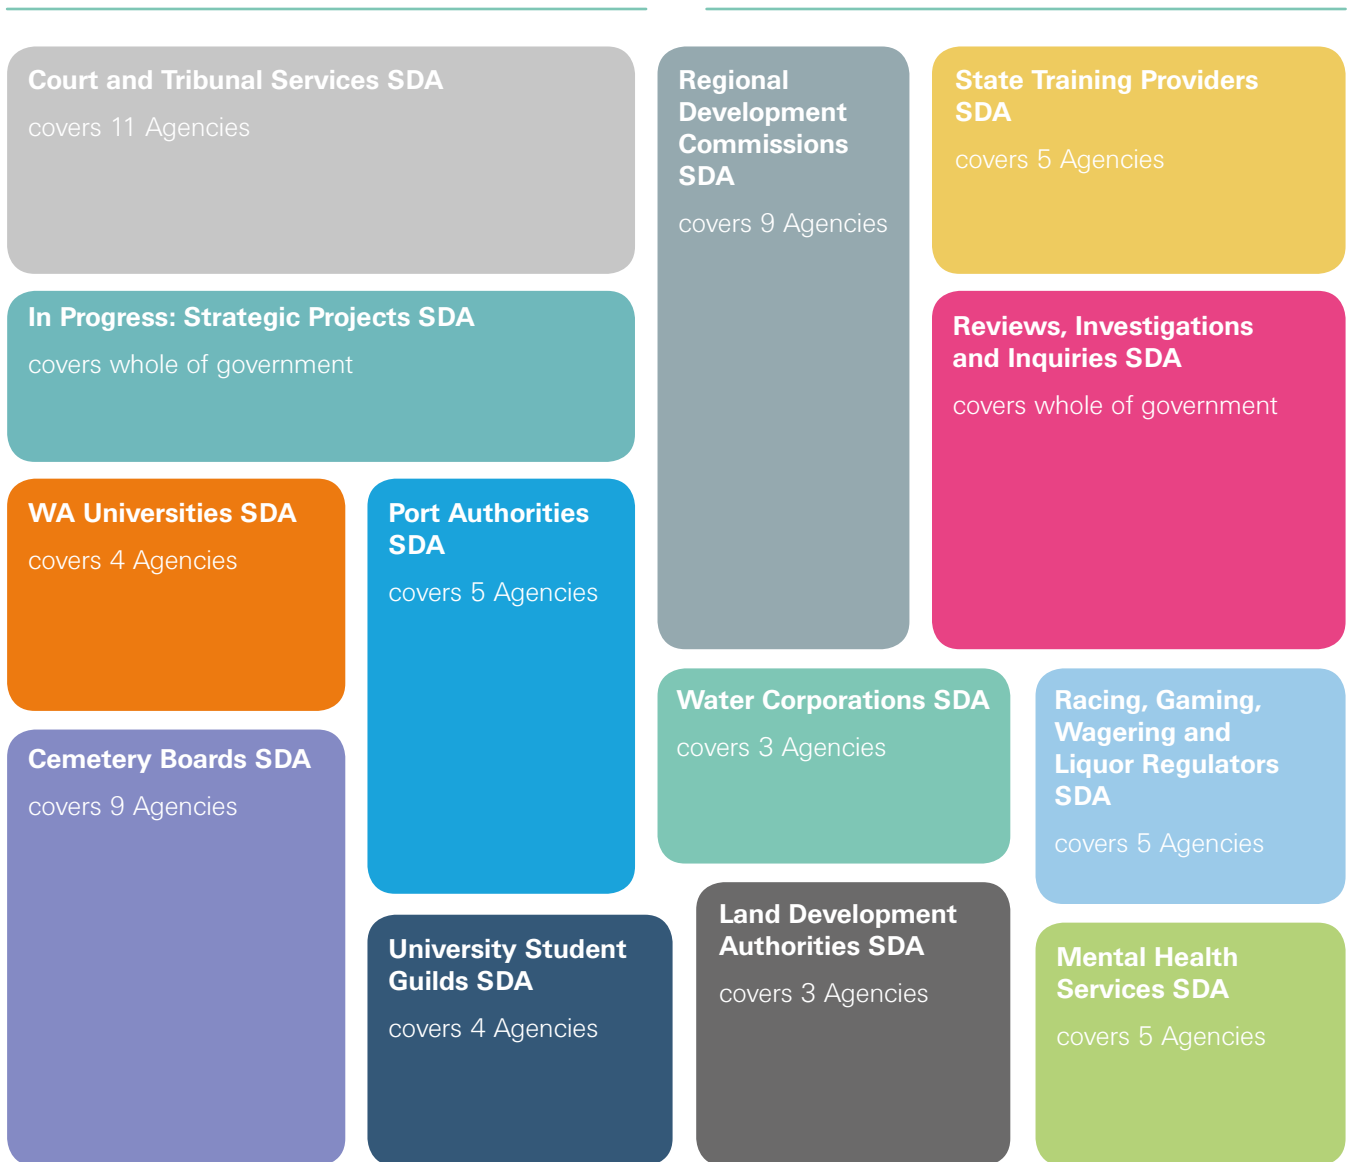 Court and Tribunal Services SDA
covers 11 Agencies
Regional
Development
Commissions
SDA
covers 9 Agencies
State Training Providers
SDA
covers 5 Agencies
In Progress: Strategic Projects SDA
covers whole of government
Reviews, Investigations
and Inquiries SDA
covers whole of government
WA Universities SDA
covers 4 Agencies
Port Authorities
SDA
covers 5 Agencies
Water Corporations SDA
covers 3 Agencies
Racing, Gaming,
Wagering and
Liquor Regulators
SDA
covers 5 Agencies
Cemetery Boards SDA
covers 9 Agencies
University Student
Guilds SDA
covers 4 Agencies
Land Development
Authorities SDA
covers 3 Agencies
Mental Health
Services SDA
covers 5 Agencies